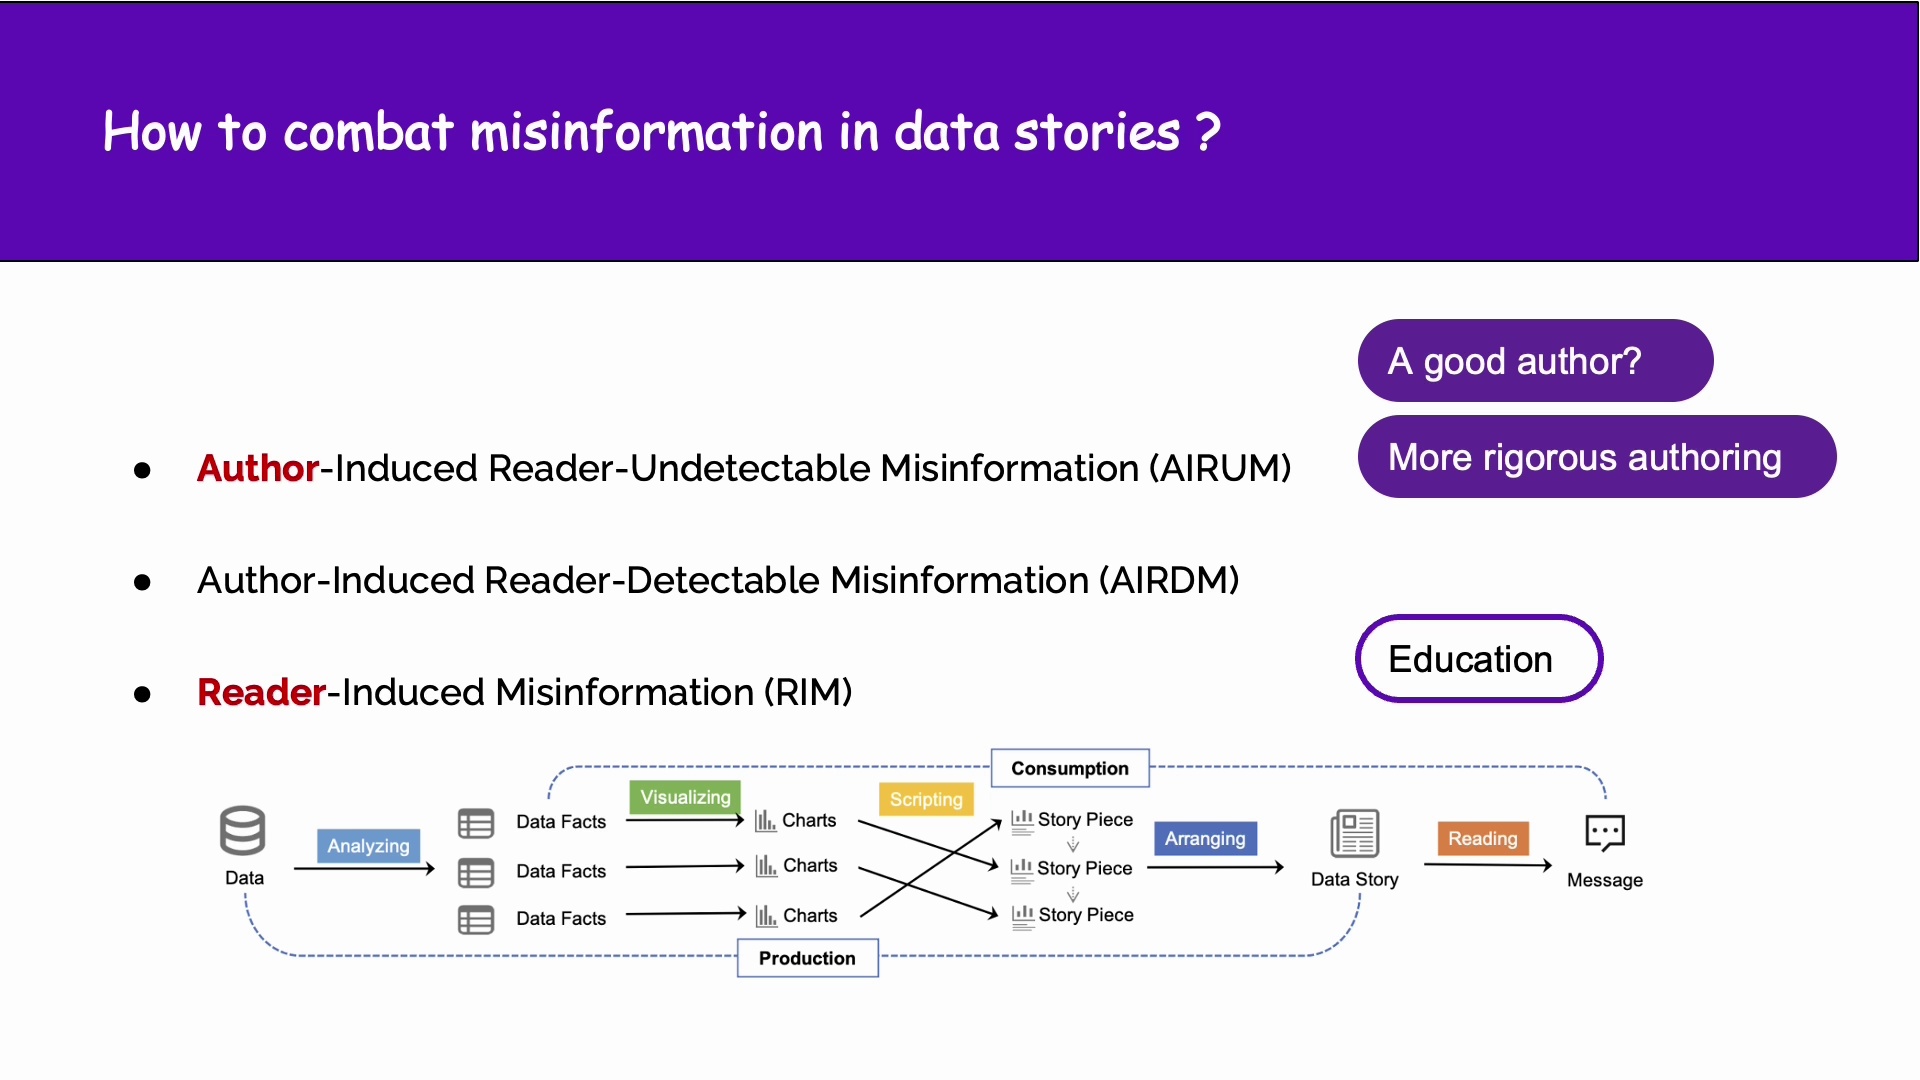 How to combat misinformation in data stories ?
A good author?
More rigorous authoring
● Author-Induced Reader-Undetectable Misinformation (AIRUM)
● Author-Induced Reader-Detectable Misinformation (AIRDM)
Education
● Reader-Induced Misinformation (RIM)
Consumption
Visualizing
Scripting
Data Facts
Charts
Story Piece
Analyzing
Arranging
Reading
Data Facts
Charts
Story Piece
Data
Data Story
Message
Data Facts
Charts
Story Piece
Production